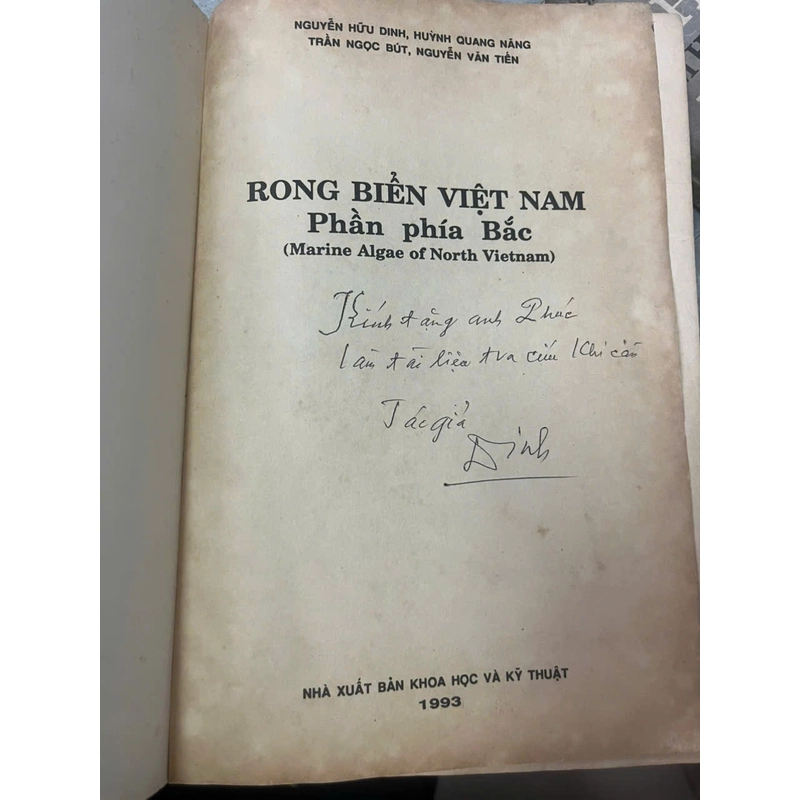 NGUYỄN HỮU DINH, HUỲNH QUANG NĂNG
TRẦN NGỌC BÚT, NGUYỄN VĂN TIẾN
RONG BIỂN VIỆT NAM
Phần phía Bắc
(Marine Algae of North Vietnam)
Kính tặng anh Phúc
làm tài liệu tra cứu khi cần
Tác giả
Dinh
NHÀ XUẤT BẢN KHOA HỌC VÀ KỸ THUẬT
1993